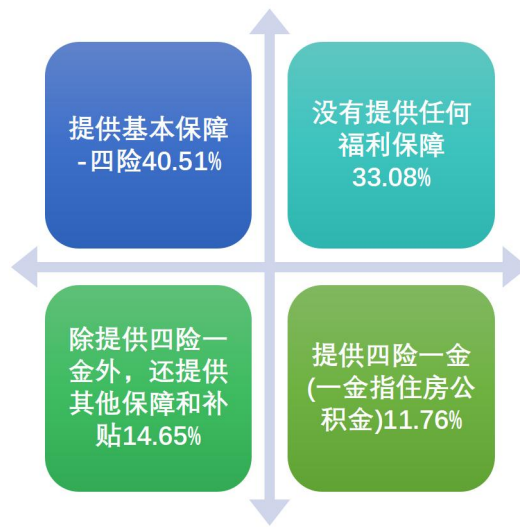 提供基本保障
-四险40.51%
没有提供任何
福利保障
33.08%
除提供四险一
金外，还提供
其他保障和补
贴14.65%
提供四险一金
(一金指住房公
积金)11.76%